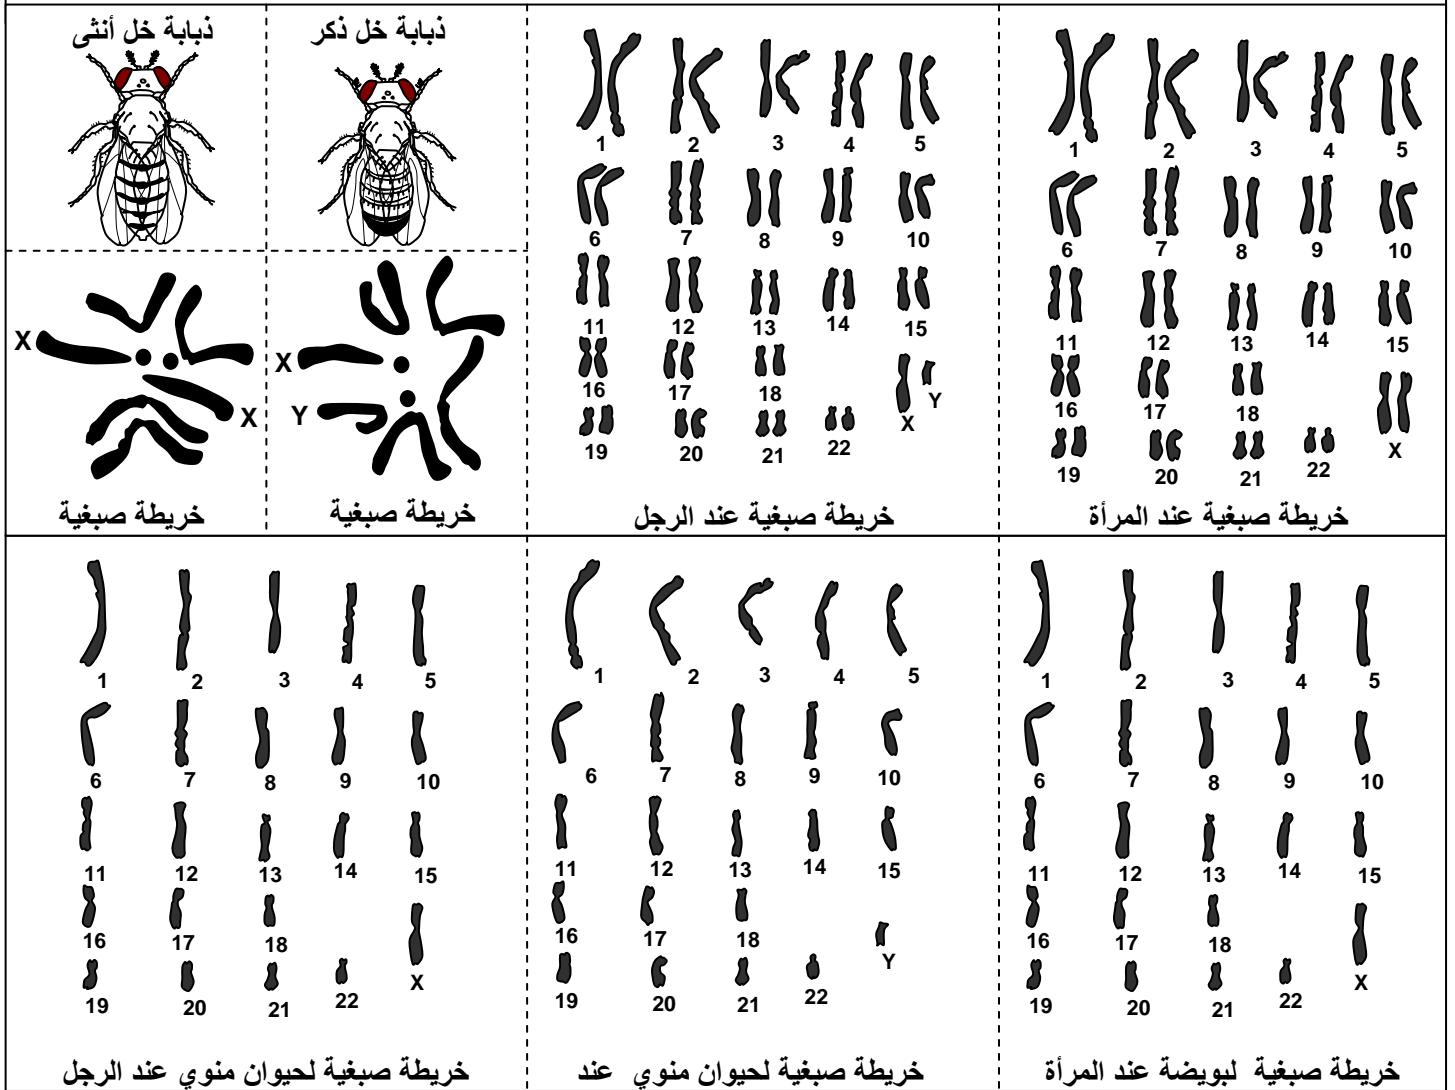 ذبابة خل أنثى
ذبابة خل ذكر
X
X
X
Y
خريطة صبغية
خريطة صبغية
1 2 3 4 5
6 7 8 9 10
11 12 13 14 15
16 17 18
X Y
19 20 21 22
خريطة صبغية عند الرجل
1 2 3 4 5
6 7 8 9 10
11 12 13 14 15
16 17 18
X
19 20 21 22
خريطة صبغية عند المرأة
1 2 3 4 5
6 7 8 9 10
11 12 13 14 15
16 17 18
X
19 20 21 22
خريطة صبغية لحيوان منوي عند الرجل
1 2 3 4 5
6 7 8 9 10
11 12 13 14 15
16 17 18
Y
19 20 21 22
خريطة صبغية لحيوان منوي عند
1 2 3 4 5
6 7 8 9 10
11 12 13 14 15
16 17 18
X
19 20 21 22
خريطة صبغية لبويضة عند المرأة